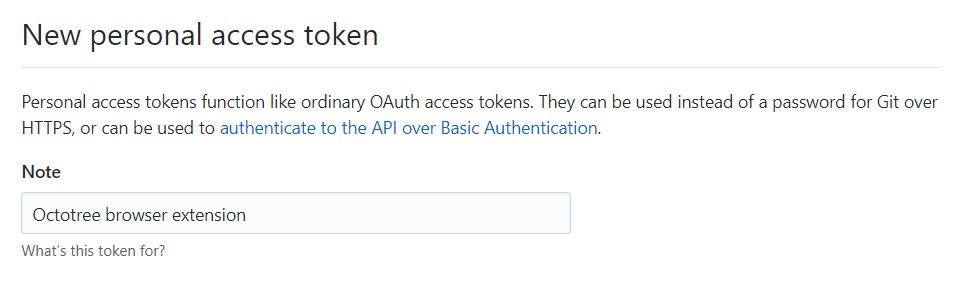 New personal access token
Personal access tokens function like ordinary OAuth access tokens. They can be used instead of a password for Git over
HTTPS, or can be used to authenticate to the API over Basic Authentication.
Note
Octotree browser extension
What's this token for?